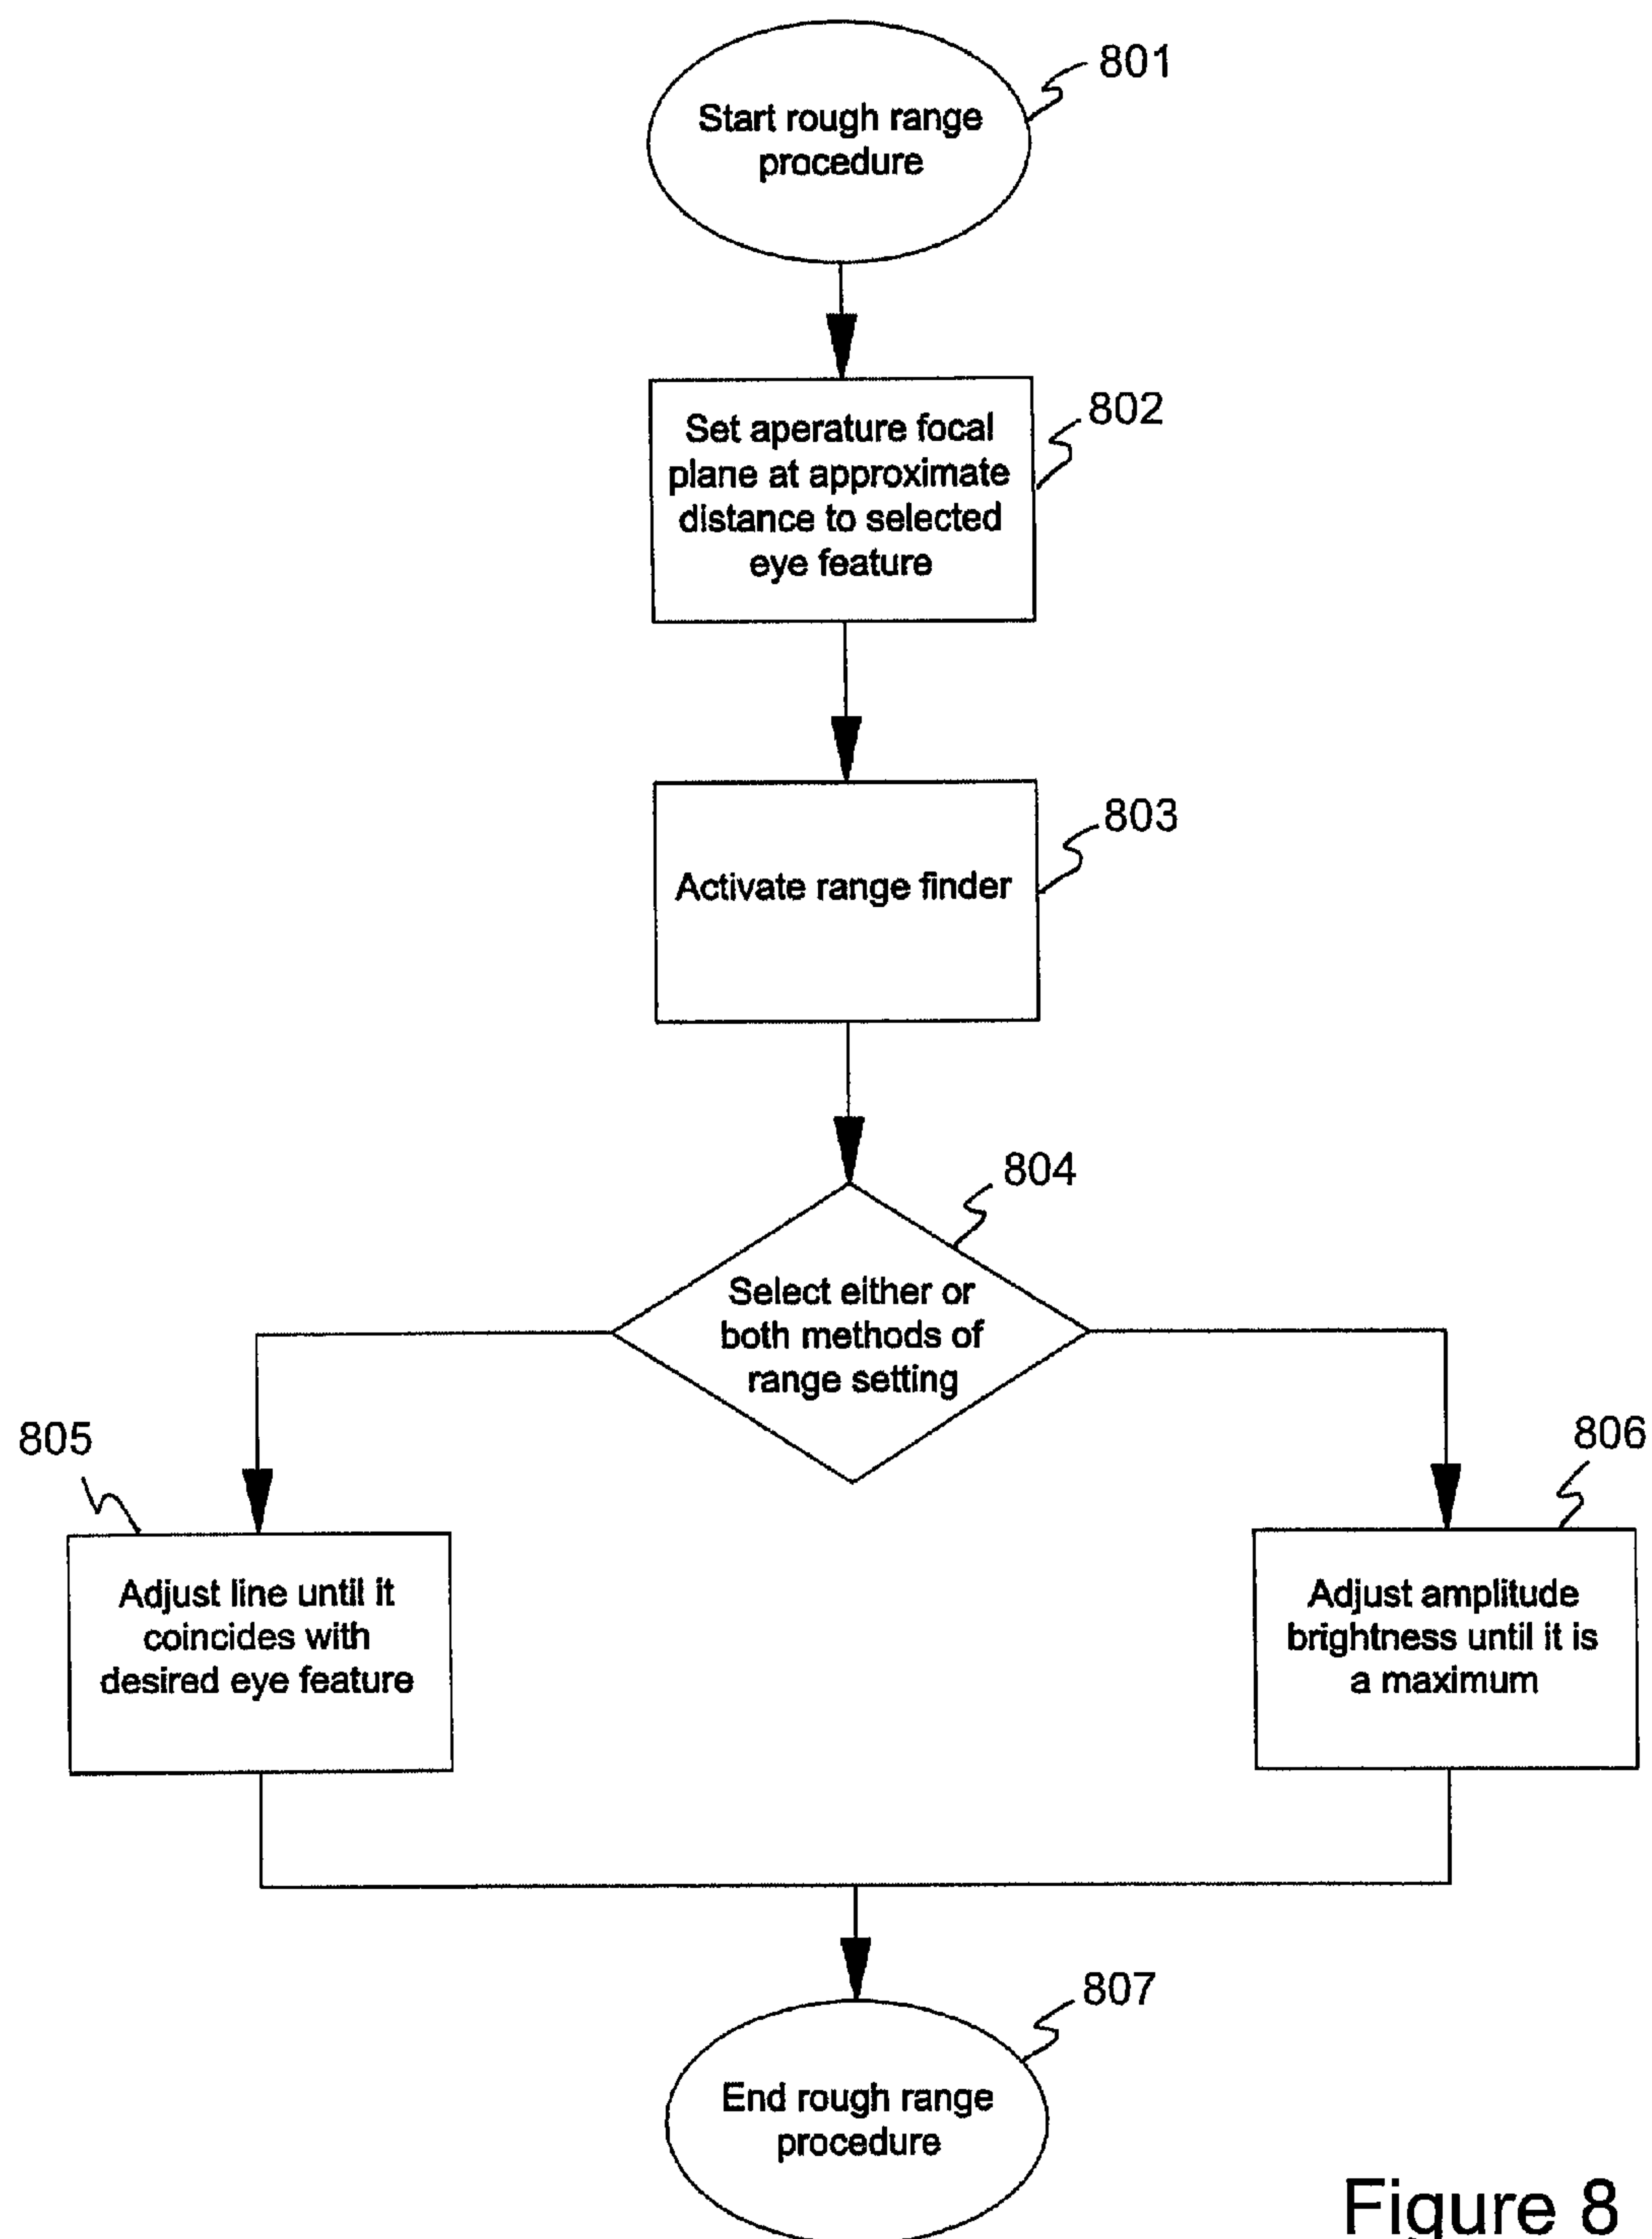 801
Start rough range
procedure
802
Set aperature focal
plane at approximate
distance to selected
eye feature
803
Activate range finder
804
Select either or
both methods of
range setting
805
Adjust line until it
coincides with
desired eye feature
806
Adjust amplitude
brightness until it is
a maximum
807
End rough range
procedure
Figure 8